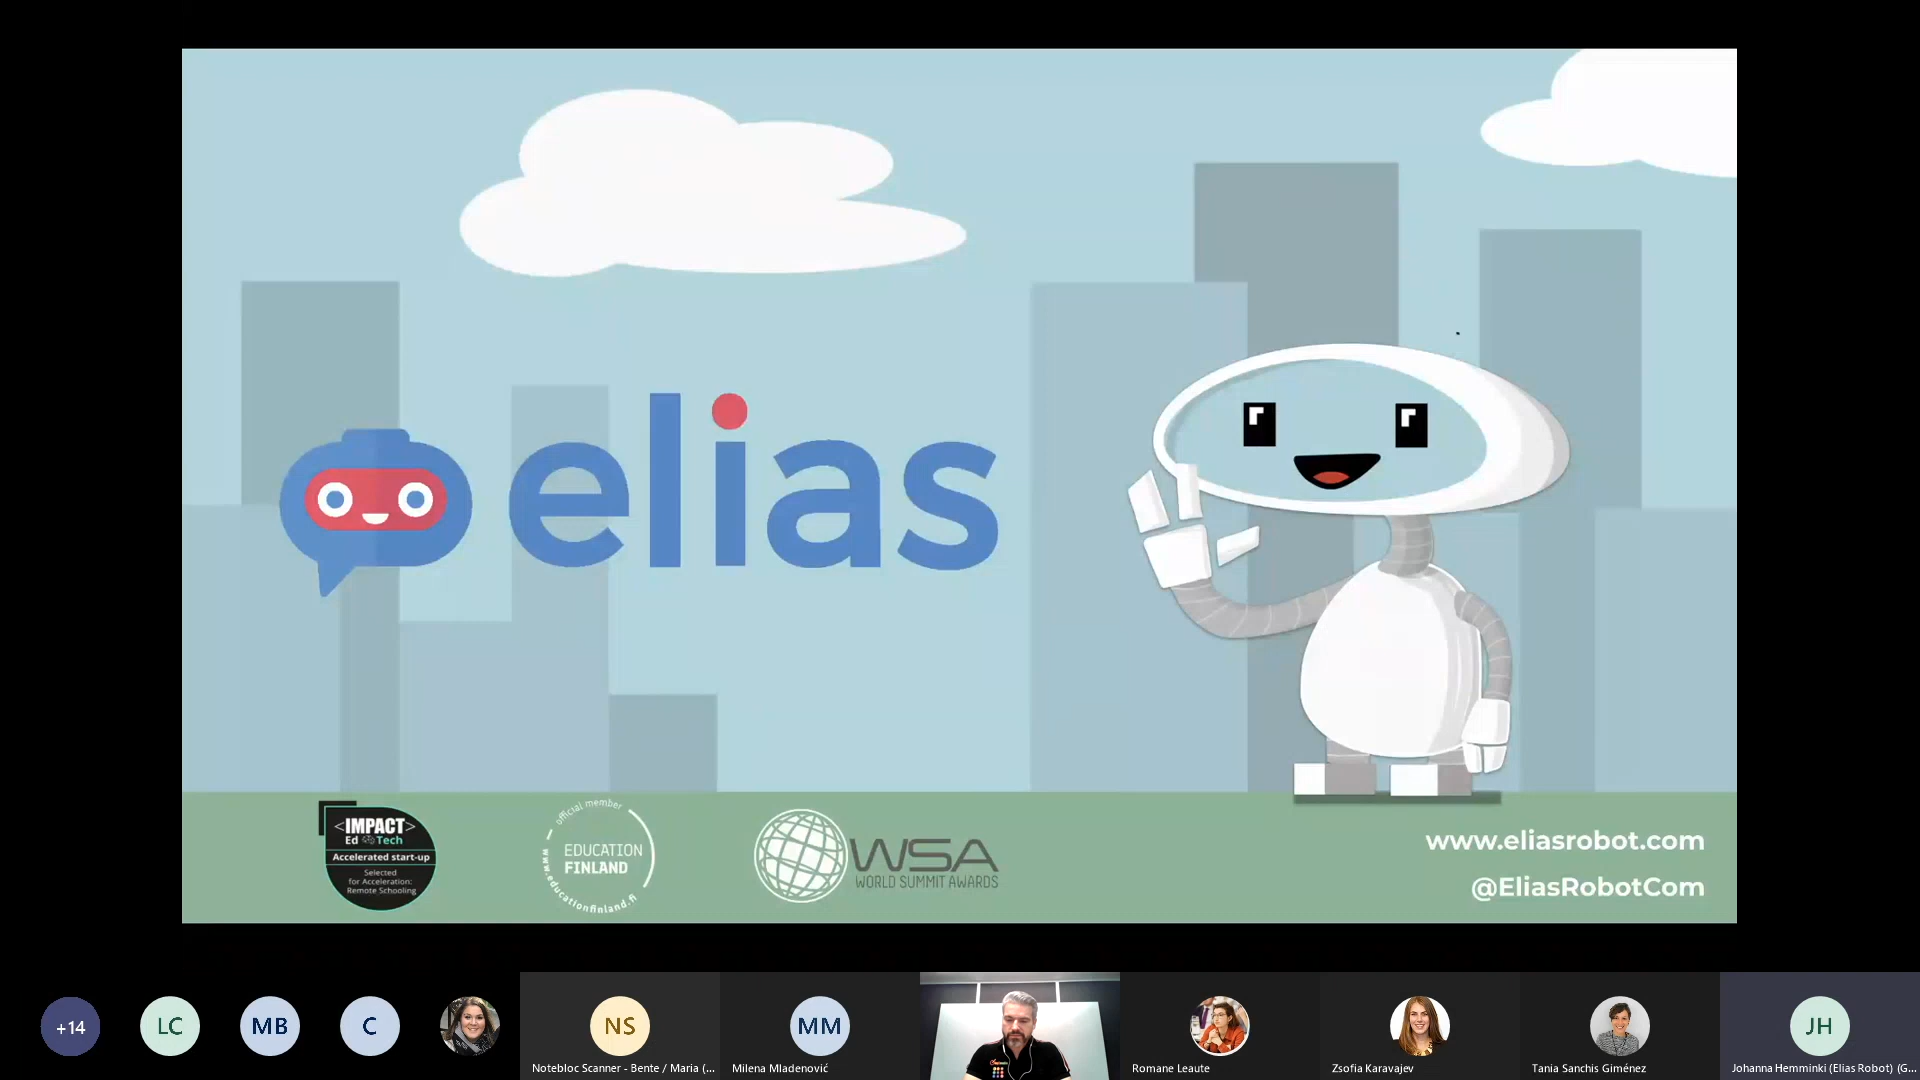 elias
<IMPACT>
Ed Tech
Accelerated start-up
Selected
for Acceleration:
Remote Schooling
official member
EDUCATION
FINLAND
www.educationfinland.fi
WSA
WORLD SUMMIT AWARDS
www.eliasrobot.com
@EliasRobotCom
+14
LC
MB
C
NS
MM
JH
Notebloc Scanner - Bente / Maria (...
Milena Mladenović
Romane Leaute
Zsofia Karavajev
Tania Sanchis Giménez
Johanna Hemminki (Elias Robot) (G...